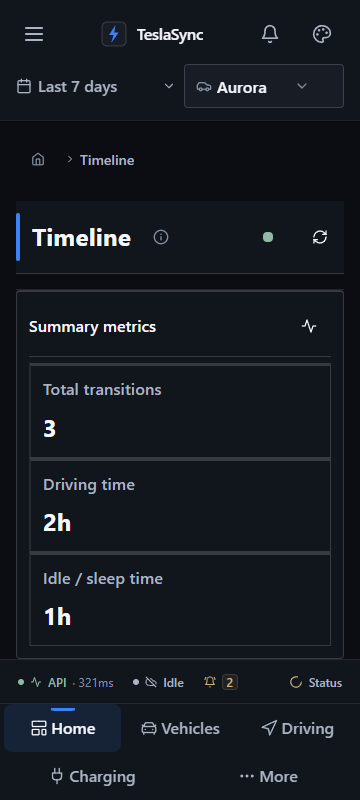 TeslaSync
Last 7 days Aurora
Timeline
Timeline
Summary metrics
Total transitions
3
Driving time
2h
Idle / sleep time
1h
API · 321ms Idle 2 Status
Home Vehicles Driving
Charging More